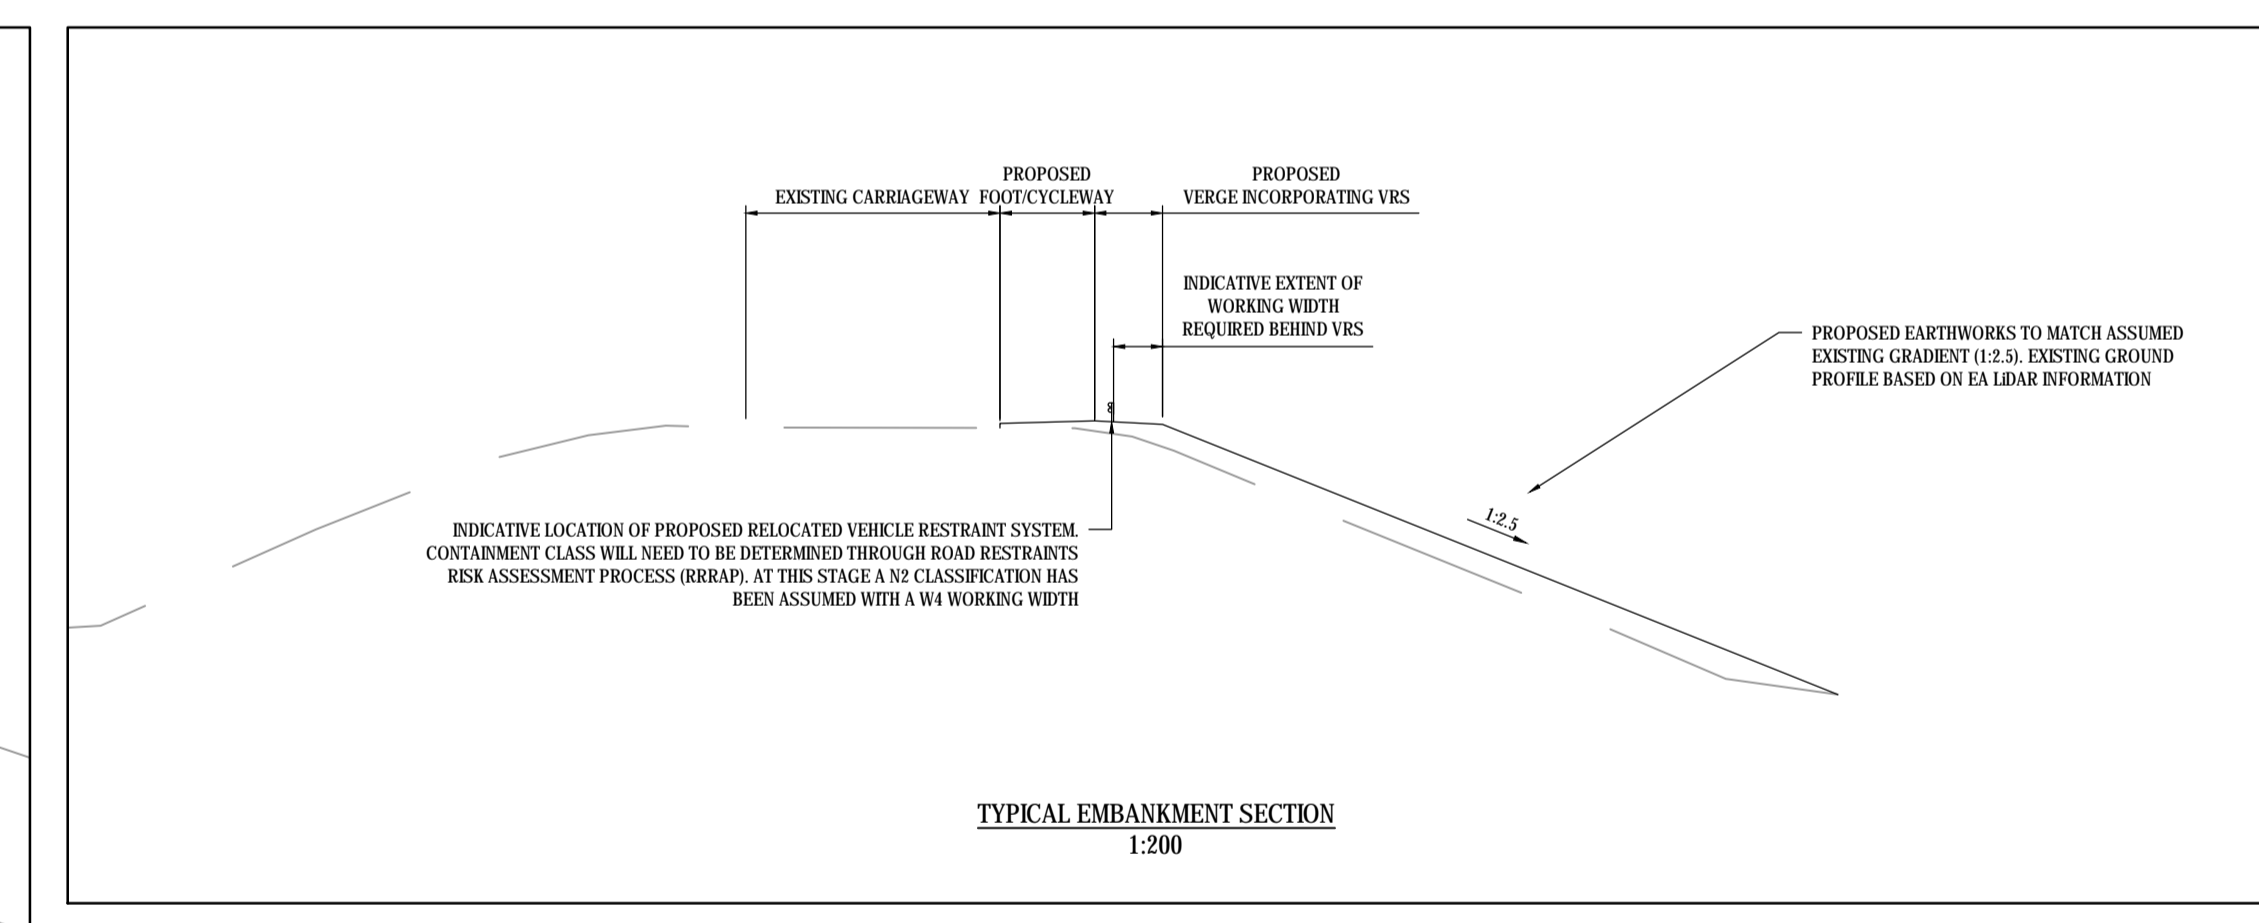 PROPOSED
EXISTING CARRIAGEWAY FOOT/CYCLEWAY
PROPOSED
VERGE INCORPORATING VRS
INDICATIVE EXTENT OF
WORKING WIDTH
REQUIRED BEHIND VRS
PROPOSED EARTHWORKS TO MATCH ASSUMED
EXISTING GRADIENT (1:2.5). EXISTING GROUND
PROFILE BASED ON EA LiDAR INFORMATION
1:2.5
INDICATIVE LOCATION OF PROPOSED RELOCATED VEHICLE RESTRAINT SYSTEM.
CONTAINMENT CLASS WILL NEED TO BE DETERMINED THROUGH ROAD RESTRAINTS
RISK ASSESSMENT PROCESS (RRRAP). AT THIS STAGE A N2 CLASSIFICATION HAS
BEEN ASSUMED WITH A W4 WORKING WIDTH
TYPICAL EMBANKMENT SECTION
1:200